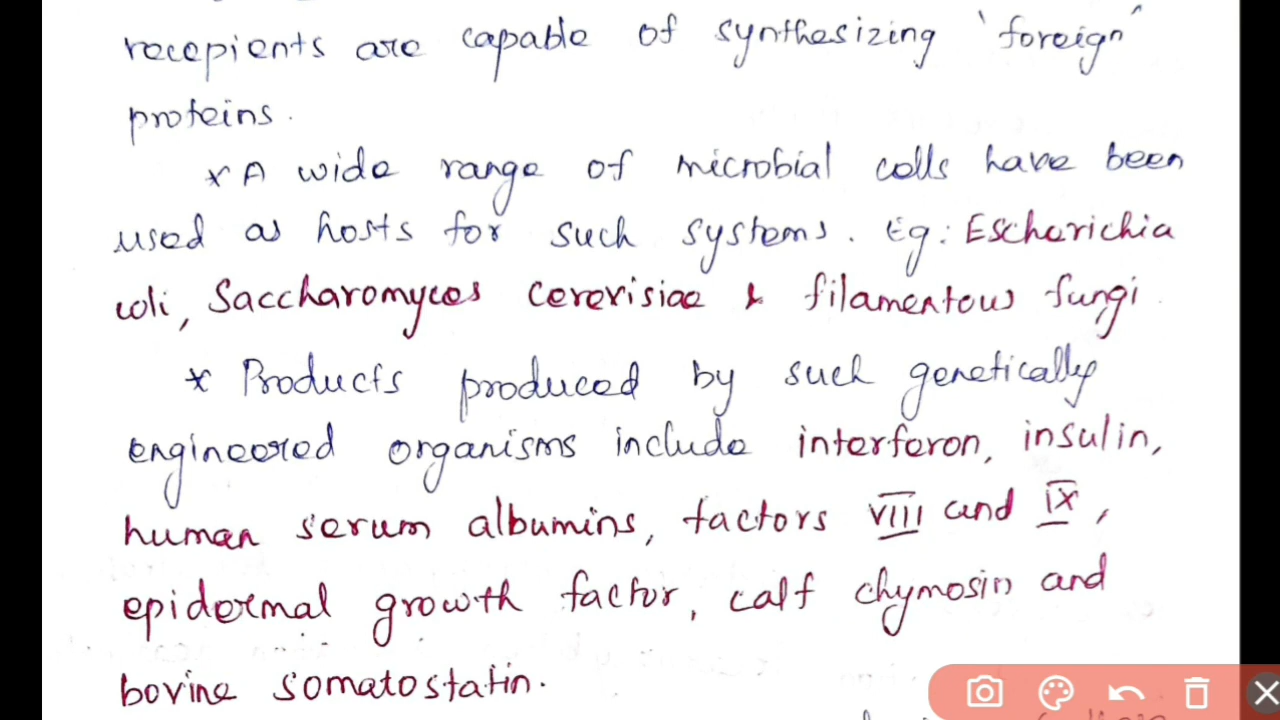 recepients are capable of synthesizing 'foreign"
proteins.
* A wide range of microbial cells have been
used as hosts for such systems. Eg: Escherichia
coli, Saccharomyces cerevisiae & filamentous fungi.
* Products produced by such genetically
engineered organisms include interferon, insulin,
human serum albumins, factors VIII and IX,
epidermal growth factor, calf chymosin and
bovine somatostatin.